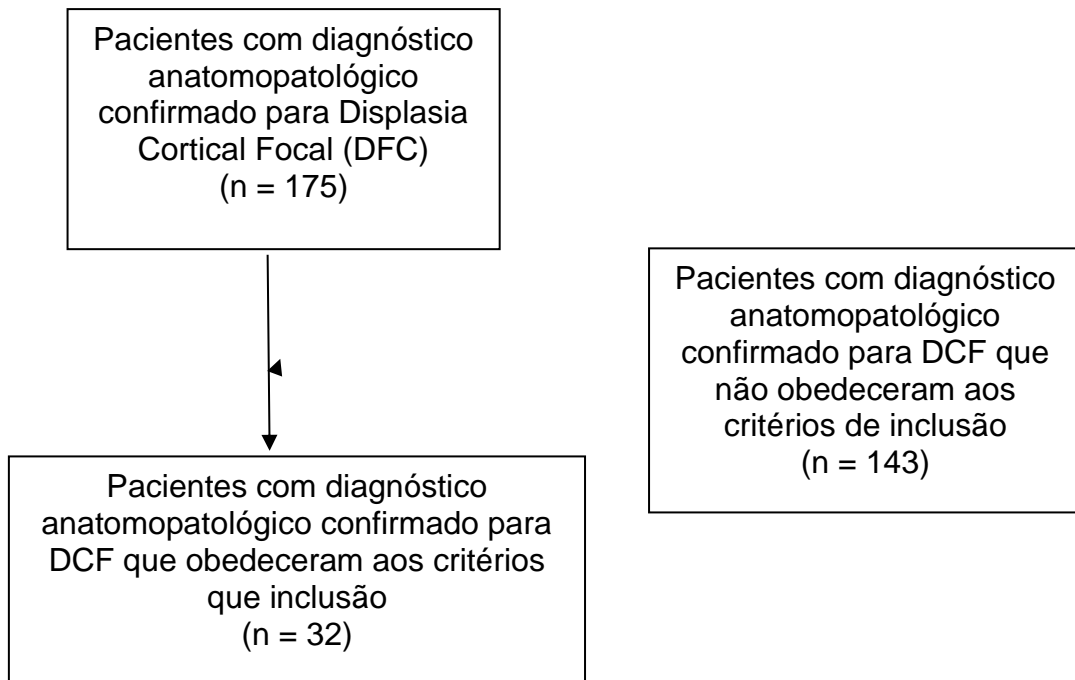 Pacientes com diagnóstico
anatomopatológico
confirmado para Displasia
Cortical Focal (DFC)
(n = 175)
Pacientes com diagnóstico
anatomopatológico
confirmado para DCF que
não obedeceram aos
critérios de inclusão
(n = 143)
Pacientes com diagnóstico
anatomopatológico confirmado para
DCF que obedeceram aos critérios
que inclusão
(n = 32)